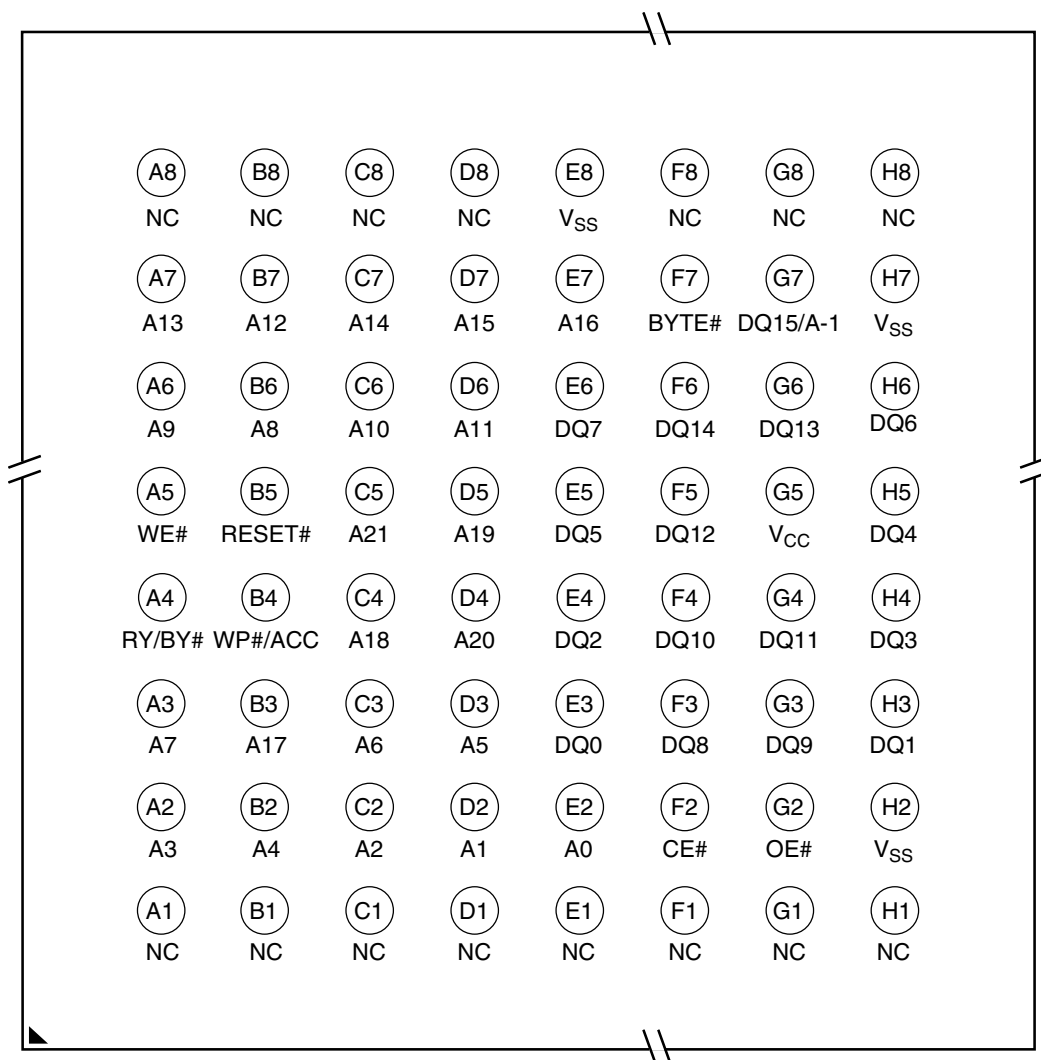 A8 B8 C8 D8 E8 F8 G8 H8
NC NC NC NC VSS NC NC NC
A7 B7 C7 D7 E7 F7 G7 H7
A13 A12 A14 A15 A16 BYTE# DQ15/A-1 VSS
A6 B6 C6 D6 E6 F6 G6 H6
A9 A8 A10 A11 DQ7 DQ14 DQ13 DQ6
A5 B5 C5 D5 E5 F5 G5 H5
WE# RESET# A21 A19 DQ5 DQ12 VCC DQ4
A4 B4 C4 D4 E4 F4 G4 H4
RY/BY# WP#/ACC A18 A20 DQ2 DQ10 DQ11 DQ3
A3 B3 C3 D3 E3 F3 G3 H3
A7 A17 A6 A5 DQ0 DQ8 DQ9 DQ1
A2 B2 C2 D2 E2 F2 G2 H2
A3 A4 A2 A1 A0 CE# OE# VSS
A1 B1 C1 D1 E1 F1 G1 H1
NC NC NC NC NC NC NC NC